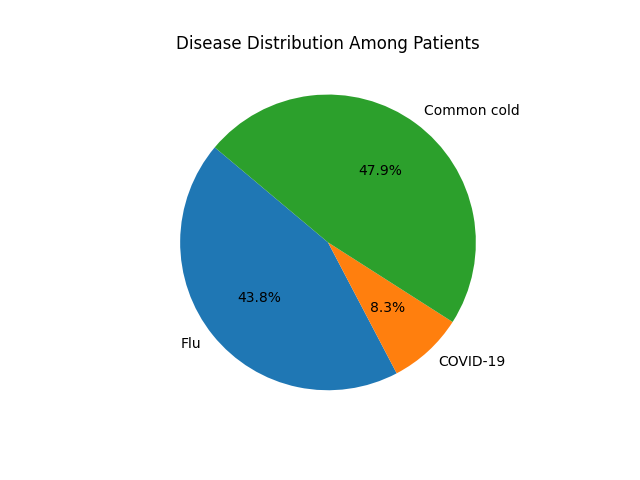 Disease Distribution Among Patients
Common cold
47.9%
43.8%
8.3%
Flu
COVID-19